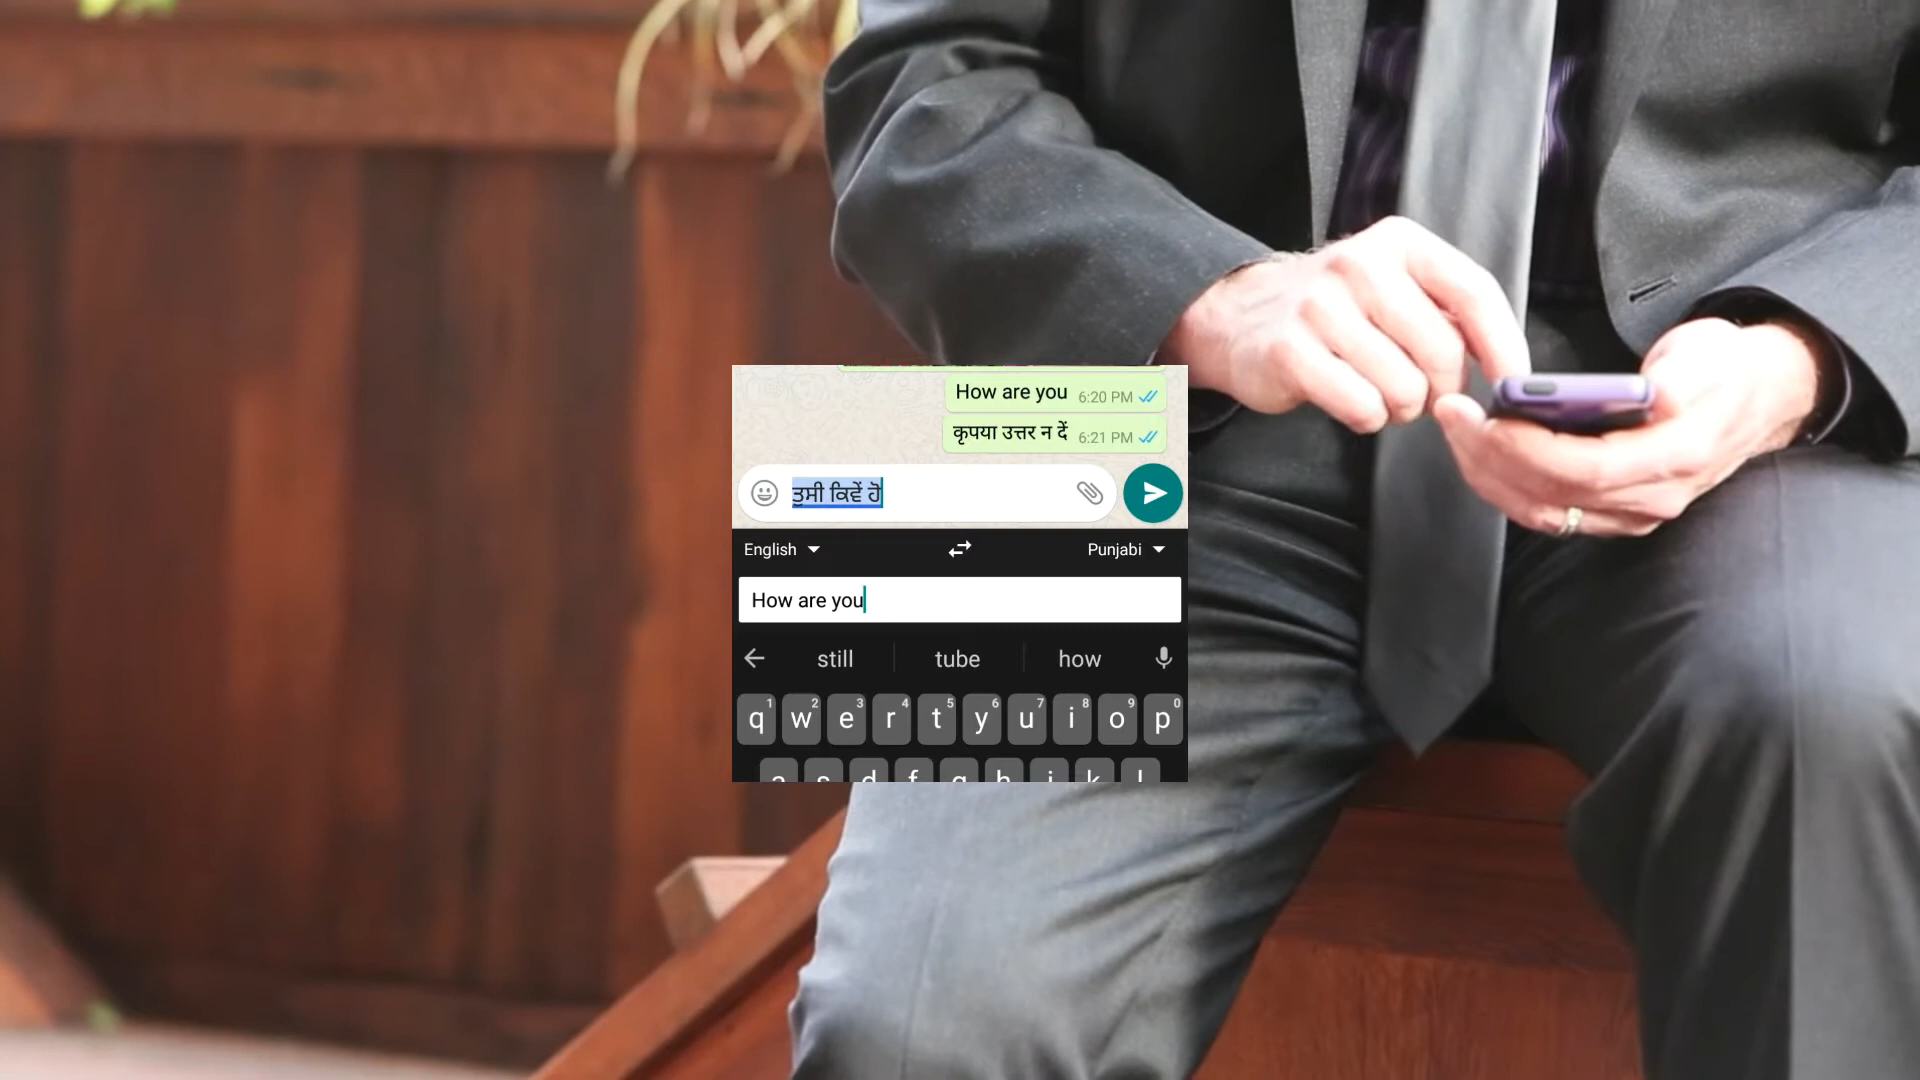 How are you 6:20 PM
कृपया उत्तर न दें 6:21 PM
ਤੁਸੀ ਕਿਵੇਂ ਹੋ
English Punjabi
How are you
still tube how
1 2 3 4 5 6 7 8 9 0
q w e r t y u i o p
a s d f g h j k l